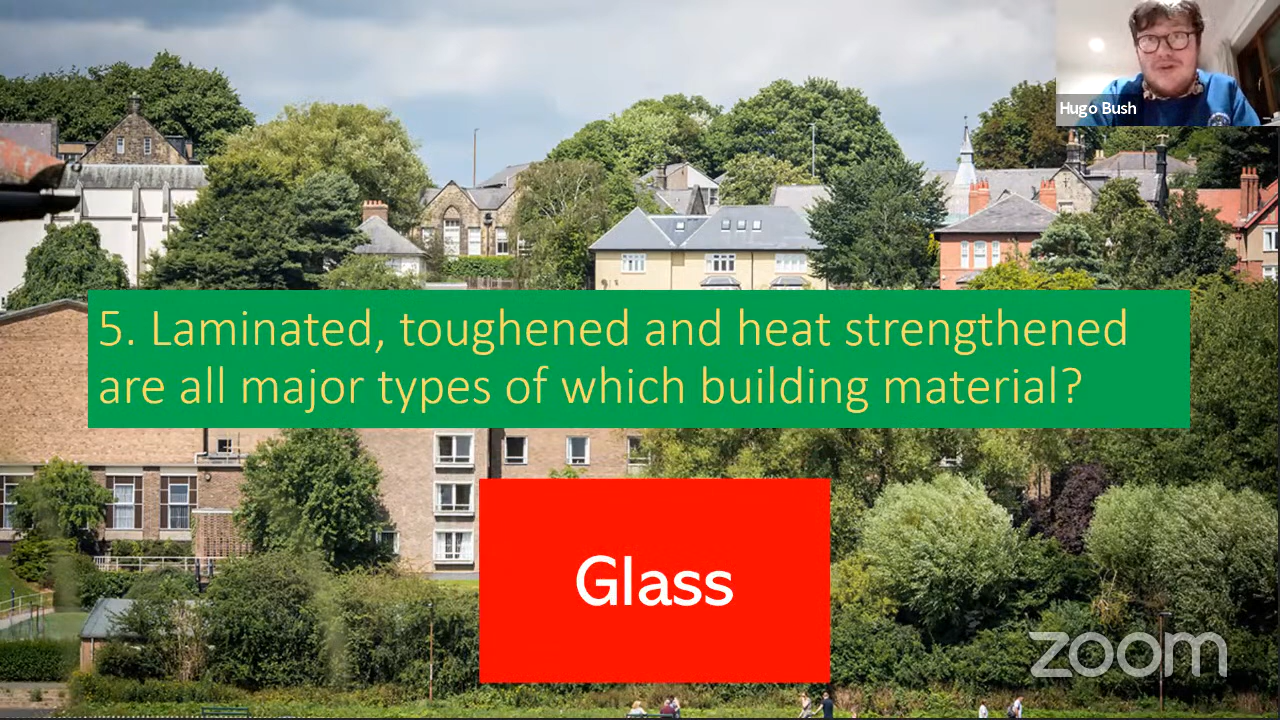 Hugo Bush
5. Laminated, toughened and heat strengthened
are all major types of which building material?
Glass
zoom